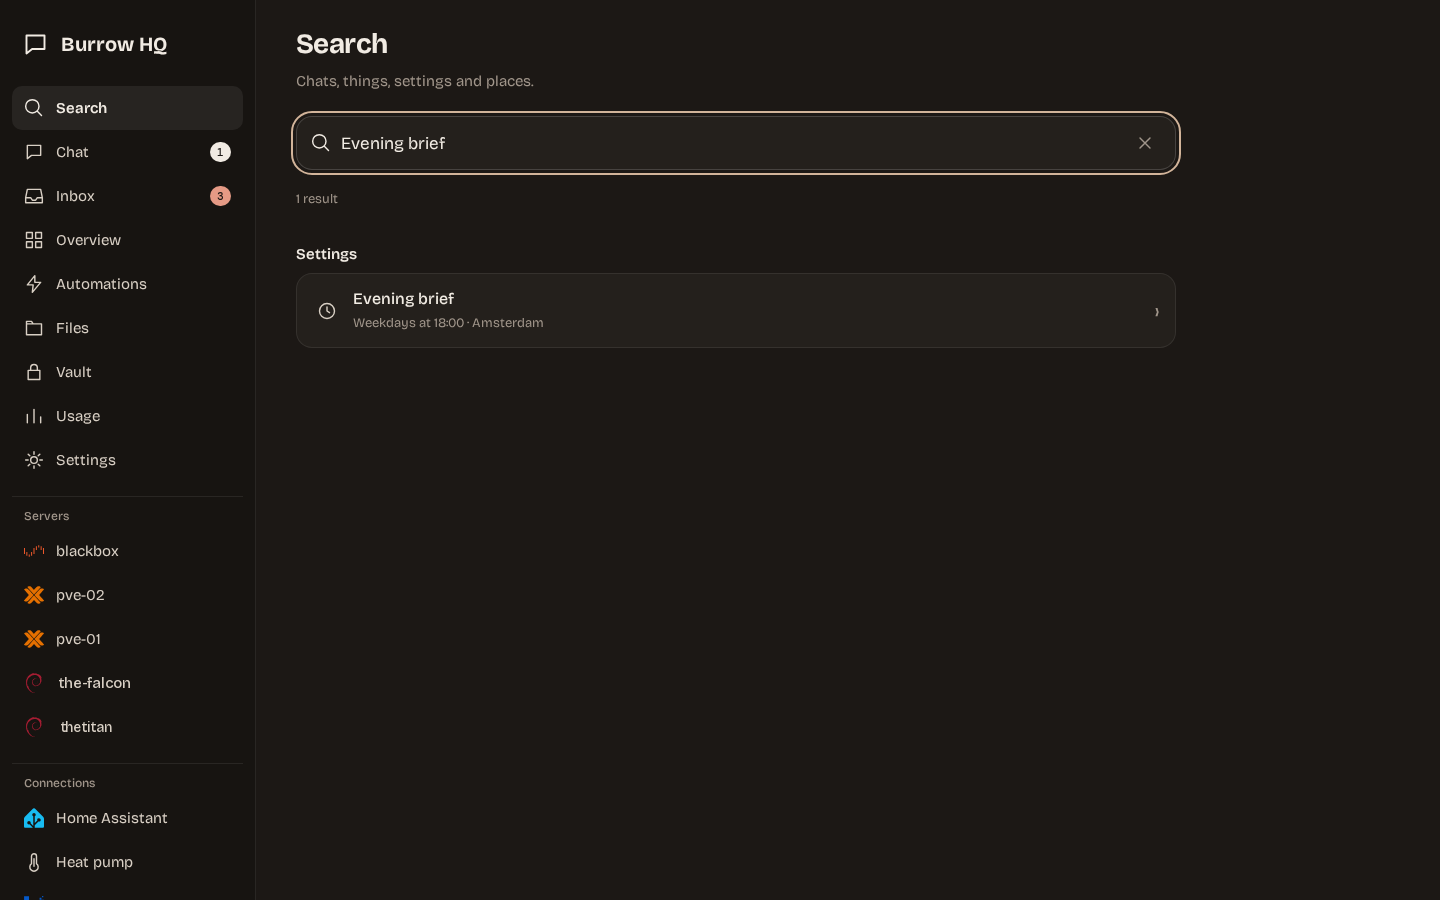 Burrow HQ
Search
Chat 1
Inbox 3
Overview
Automations
Files
Vault
Usage
Settings
Servers
blackbox
pve-02
pve-01
the-falcon
thetitan
Connections
Home Assistant
Heat pump
Search
Chats, things, settings and places.
Evening brief
1 result
Settings
Evening brief
Weekdays at 18:00 · Amsterdam